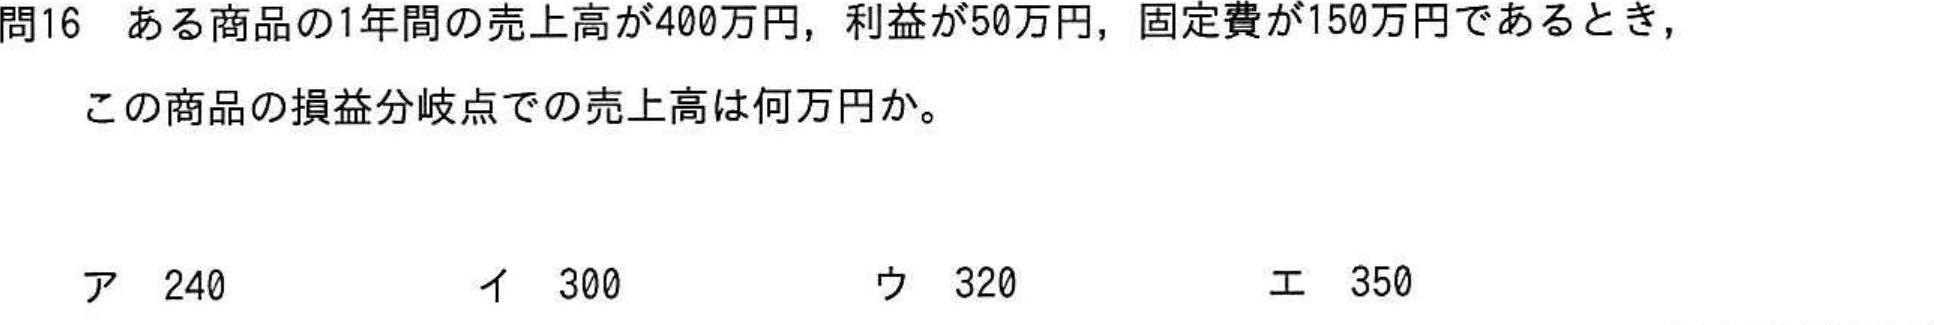 問16 ある商品の1年間の売上高が400万円，利益が50万円，固定費が150万円であるとき，
この商品の損益分岐点での売上高は何万円か。
ア 240 イ 300 ウ 320 エ 350